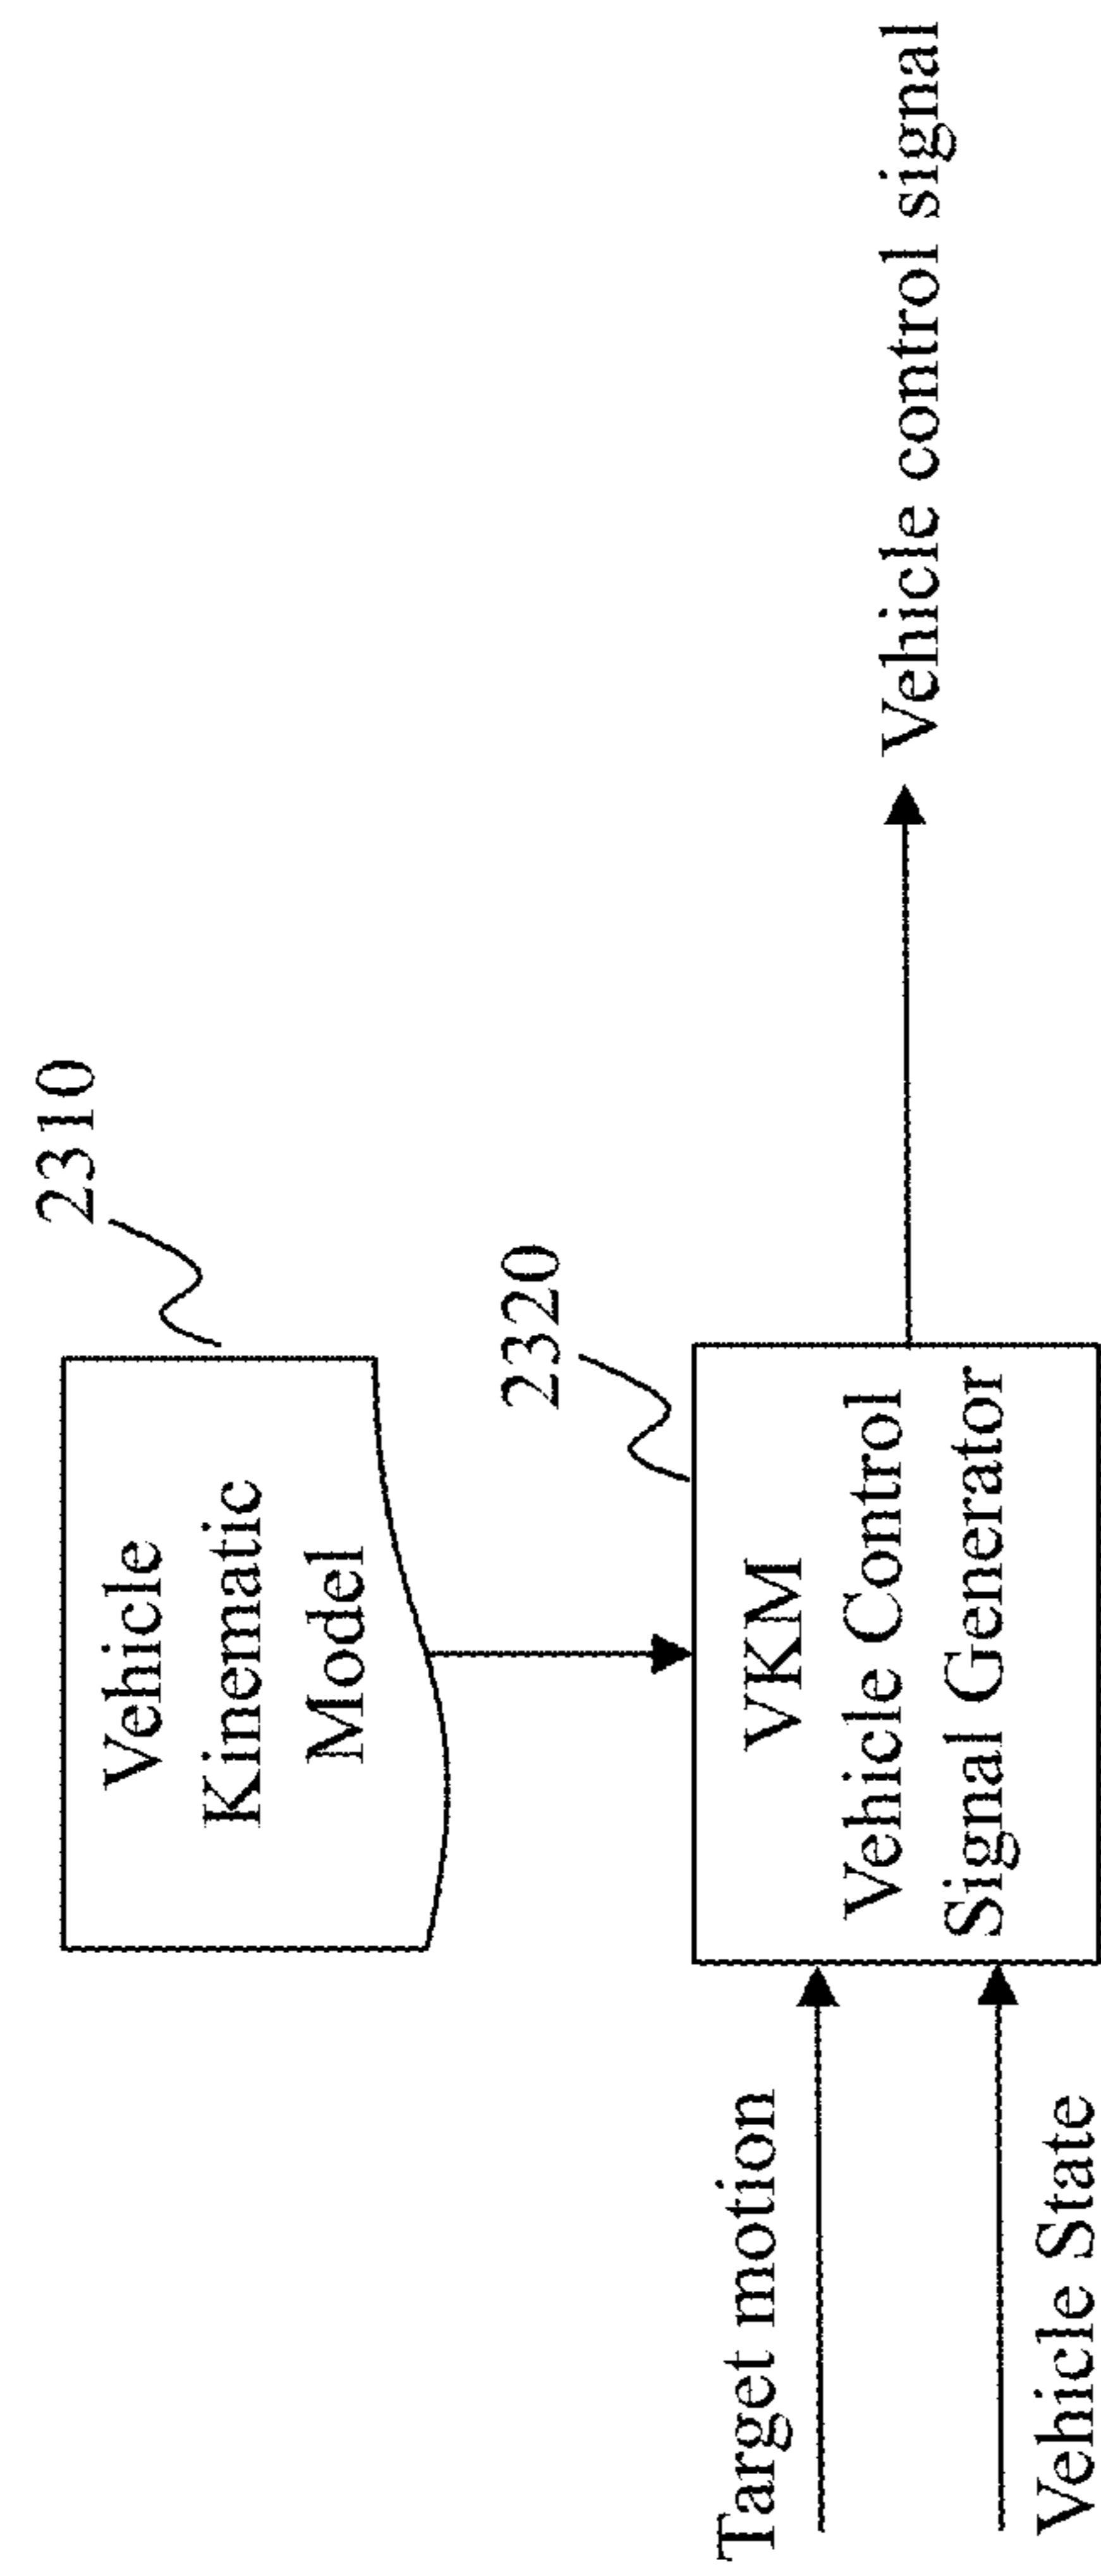 2310
Vehicle
Kinematic
Model
2320
Target motion
VKM
Vehicle Control
Signal Generator
Vehicle control signal
Vehicle State